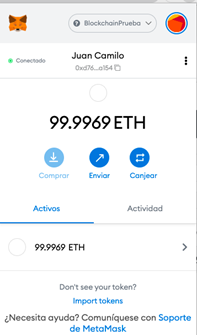 BlockchainPrueba
Conectado
Juan Camilo
0xd76...a154
99.9969 ETH
Comprar
Enviar
Canjear
Activos
Actividad
99.9969 ETH
Don't see your token?
Import tokens
¿Necesita ayuda? Comuníquese con Soporte
de MetaMask